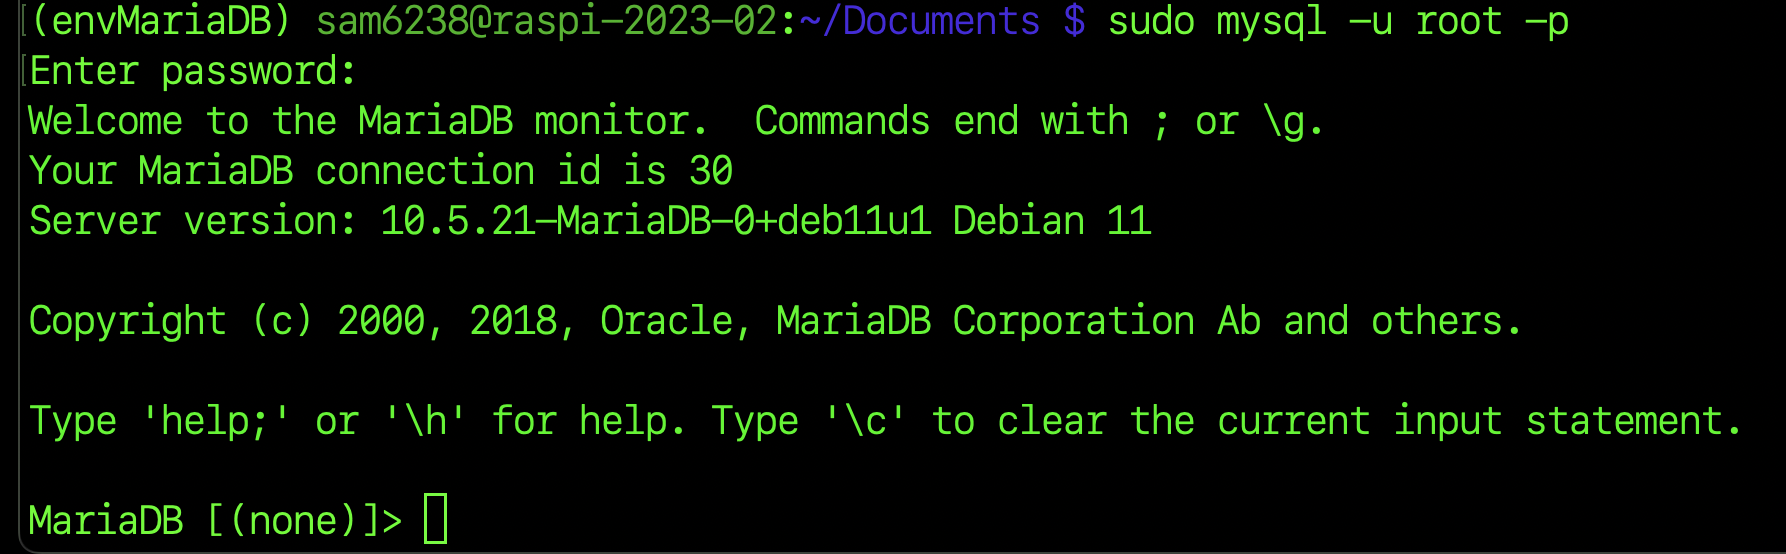 (envMariaDB) sam6238@raspi-2023-02:~/Documents $ sudo mysql -u root -p
Enter password:
Welcome to the MariaDB monitor.  Commands end with ; or \g.
Your MariaDB connection id is 30
Server version: 10.5.21-MariaDB-0+deb11u1 Debian 11
Copyright (c) 2000, 2018, Oracle, MariaDB Corporation Ab and others.
Type 'help;' or '\h' for help. Type '\c' to clear the current input statement.
MariaDB [(none)]>